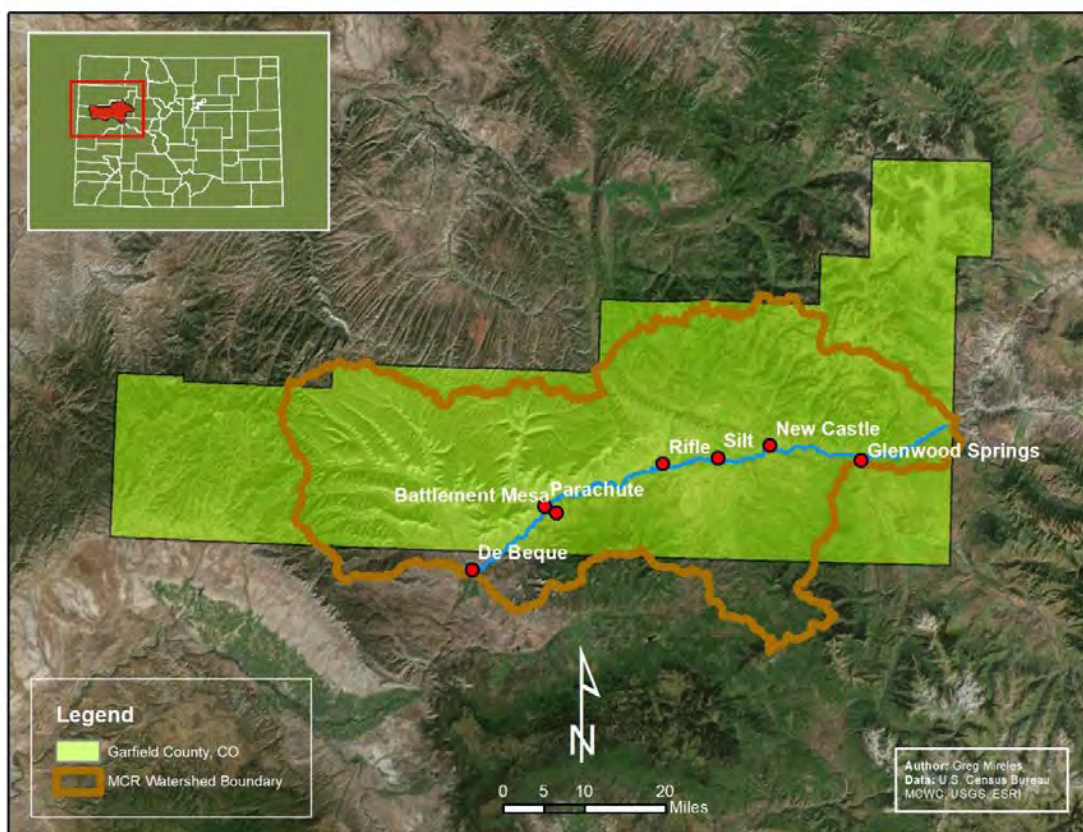 New Castle
Rifle
Silt
Glenwood Springs
Battlement Mesa
Parachute
De Beque
Legend
Garfield County, CO
MCR Watershed Boundary
N
0 5 10 20
Miles
Author: Greg Mireles
Data: U.S. Census Bureau
MCWC, USGS, ESRI